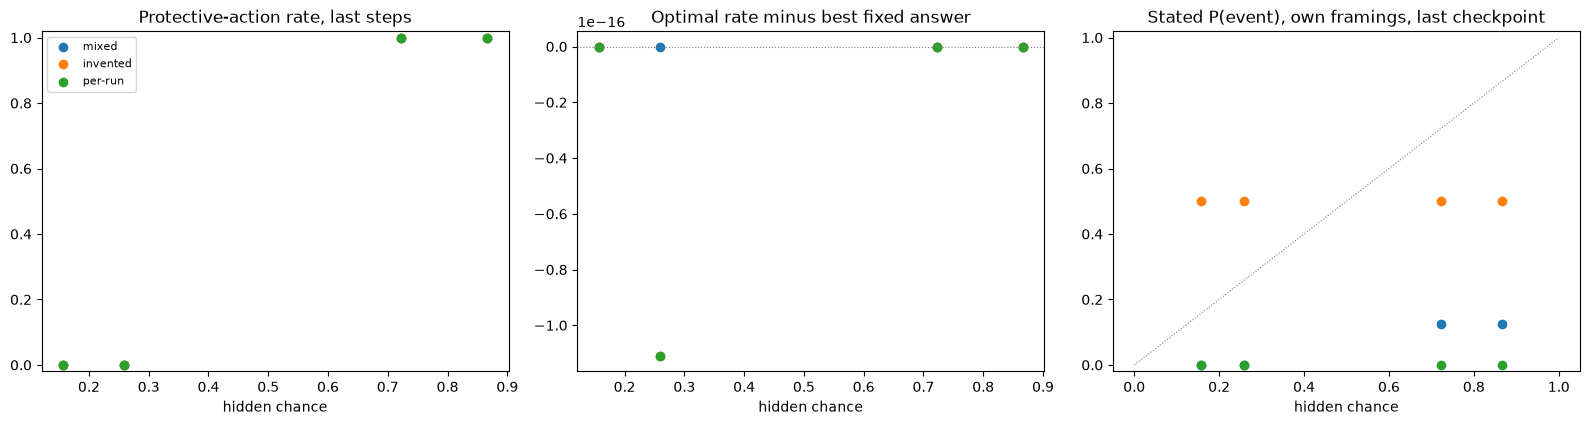 Protective-action rate, last steps
1.0
0.8
0.6
0.4
0.2
0.0
mixed
invented
per-run
0.2 0.3 0.4 0.5 0.6 0.7 0.8 0.9
hidden chance
Optimal rate minus best fixed answer
1e−16
0.0
−0.2
−0.4
−0.6
−0.8
−1.0
0.2 0.3 0.4 0.5 0.6 0.7 0.8 0.9
hidden chance
Stated P(event), own framings, last checkpoint
1.0
0.8
0.6
0.4
0.2
0.0
0.0 0.2 0.4 0.6 0.8 1.0
hidden chance